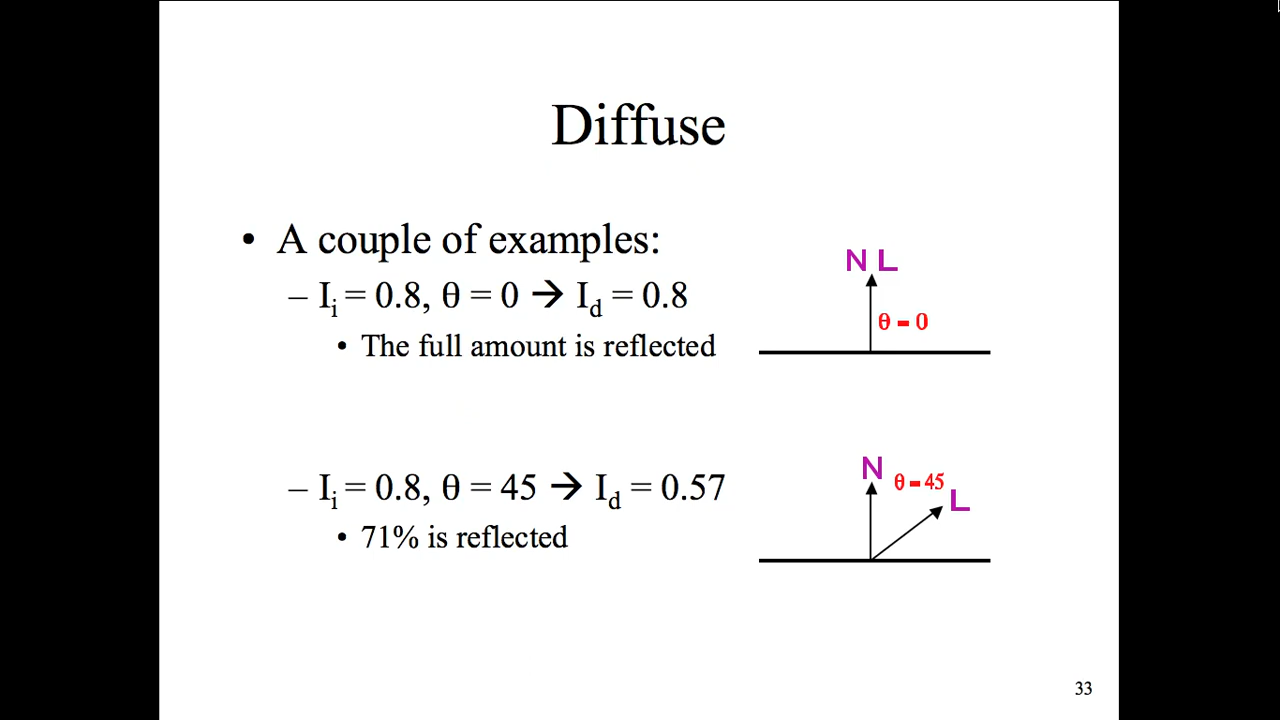 Diffuse
• A couple of examples:
– Ii = 0.8, θ = 0 → Id = 0.8
• The full amount is reflected
N L
θ = 0
– Ii = 0.8, θ = 45 → Id = 0.57
• 71% is reflected
N
θ = 45
L
33